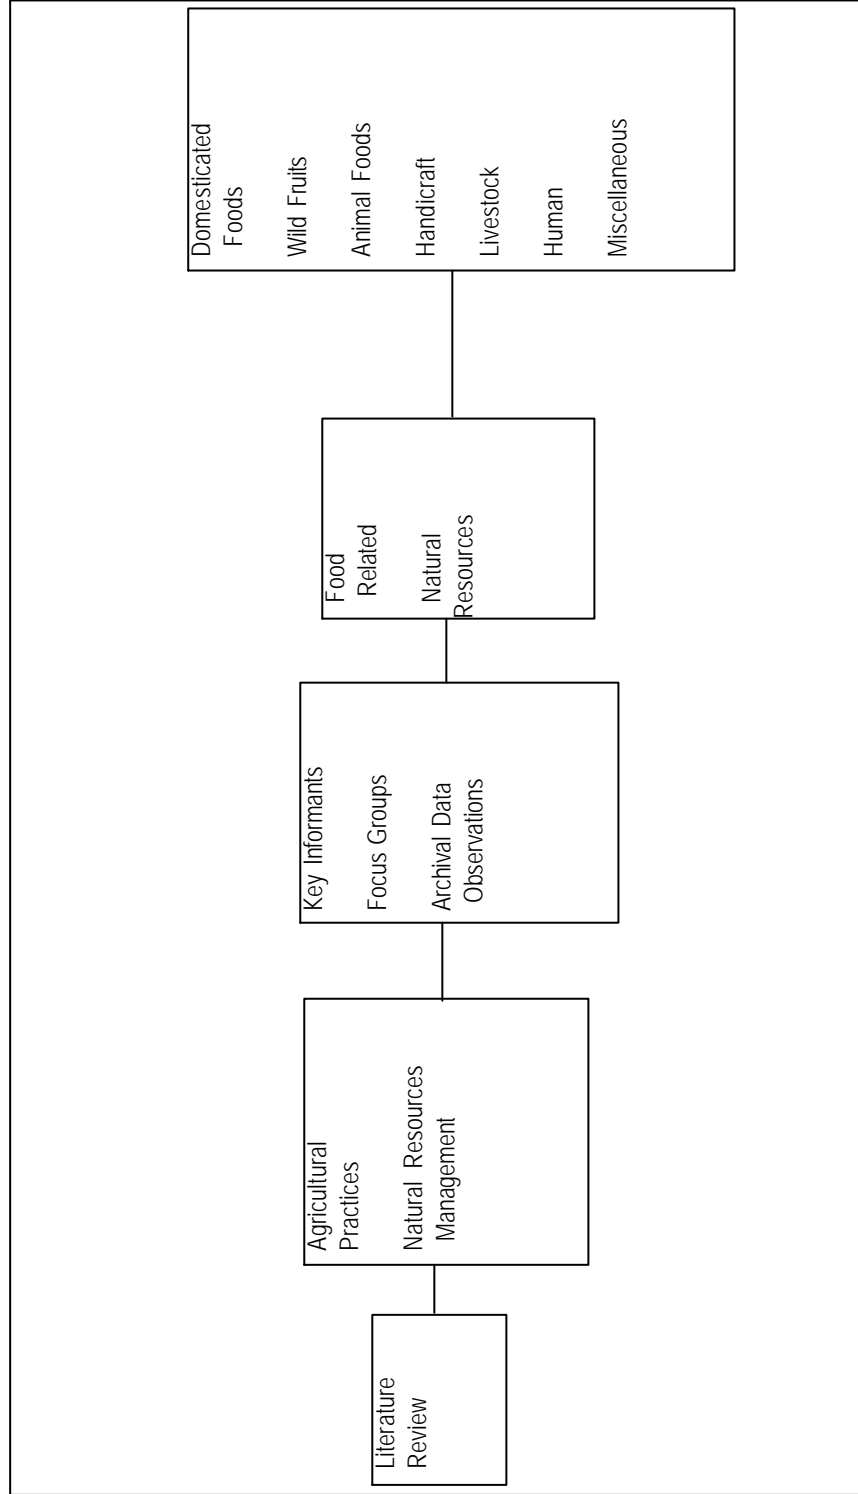 Literature
Review
Agricultural
Practices
Natural Resources
Management
Key Informants
Focus Groups
Archival Data
Observations
Food
Related
Natural
Resources
Domesticated
Foods
Wild Fruits
Animal Foods
Handicraft
Livestock
Human
Miscellaneous